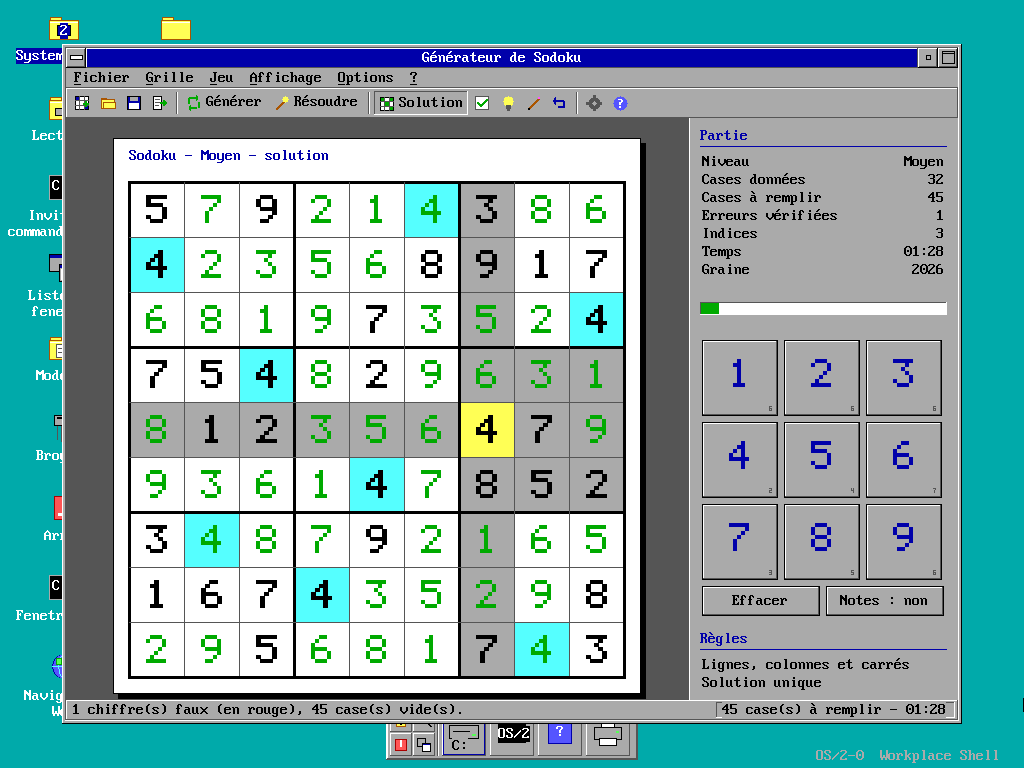 2
System
Générateur de Sodoku
Fichier Grille Jeu Affichage Options ?
Générer Résoudre Solution ?
Sodoku - Moyen - solution
5 7 9 2 1 4 3 8 6
4 2 3 5 6 8 9 1 7
6 8 1 9 7 3 5 2 4
7 5 4 8 2 9 6 3 1
8 1 2 3 5 6 4 7 9
9 3 6 1 4 7 8 5 2
3 4 8 7 9 2 1 6 5
1 6 7 4 3 5 2 9 8
2 9 5 6 8 1 7 4 3
Partie
Niveau Moyen
Cases données 32
Cases à remplir 45
Erreurs vérifiées 1
Indices 3
Temps 01:28
Graine 2026
1 2 3
4 5 6
7 8 9
Effacer Notes : non
Règles
Lignes, colonnes et carrés
Solution unique
1 chiffre(s) faux (en rouge), 45 case(s) vide(s).
45 case(s) à remplir - 01:28
Lect
C
Invi
command
List
fene
Mod
Bro
Ar
C
Fenetr
Navig
W
C:
OS/2
?
OS/2-0 Workplace Shell